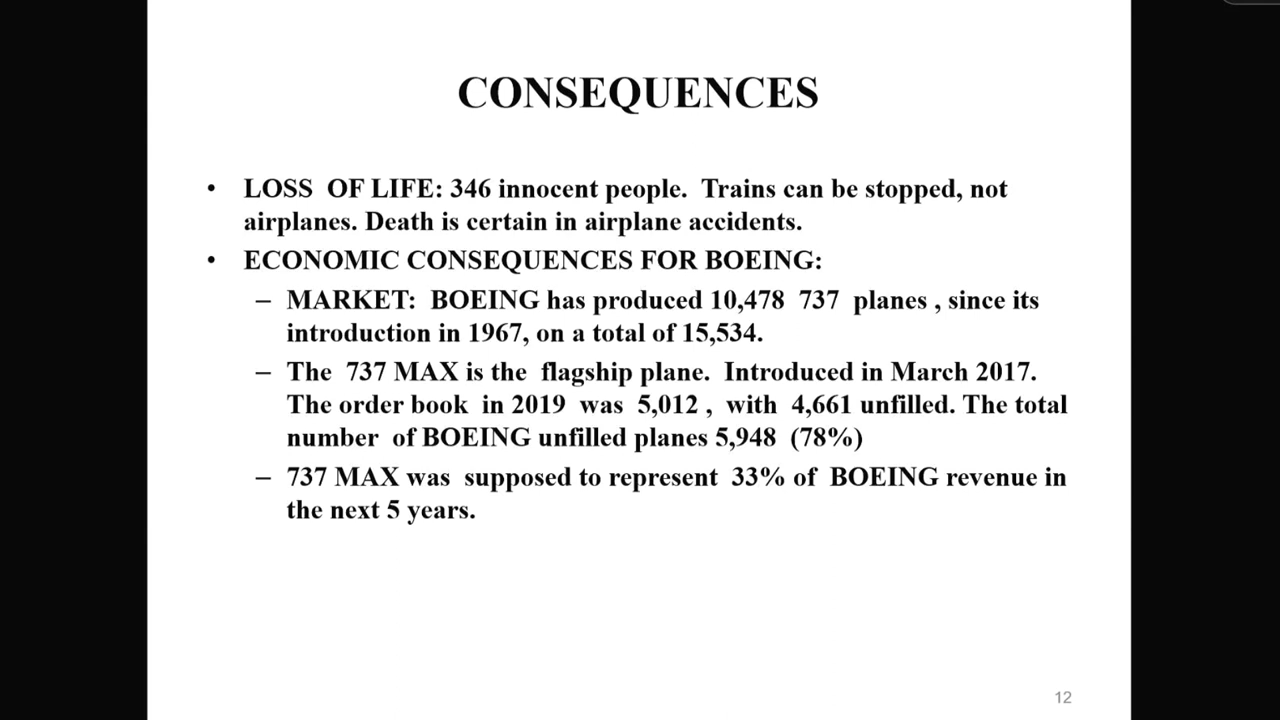 CONSEQUENCES
• LOSS OF LIFE: 346 innocent people. Trains can be stopped, not
airplanes. Death is certain in airplane accidents.
• ECONOMIC CONSEQUENCES FOR BOEING:
– MARKET: BOEING has produced 10,478 737 planes , since its
introduction in 1967, on a total of 15,534.
– The 737 MAX is the flagship plane. Introduced in March 2017.
The order book in 2019 was 5,012 , with 4,661 unfilled. The total
number of BOEING unfilled planes 5,948 (78%)
– 737 MAX was supposed to represent 33% of BOEING revenue in
the next 5 years.
12